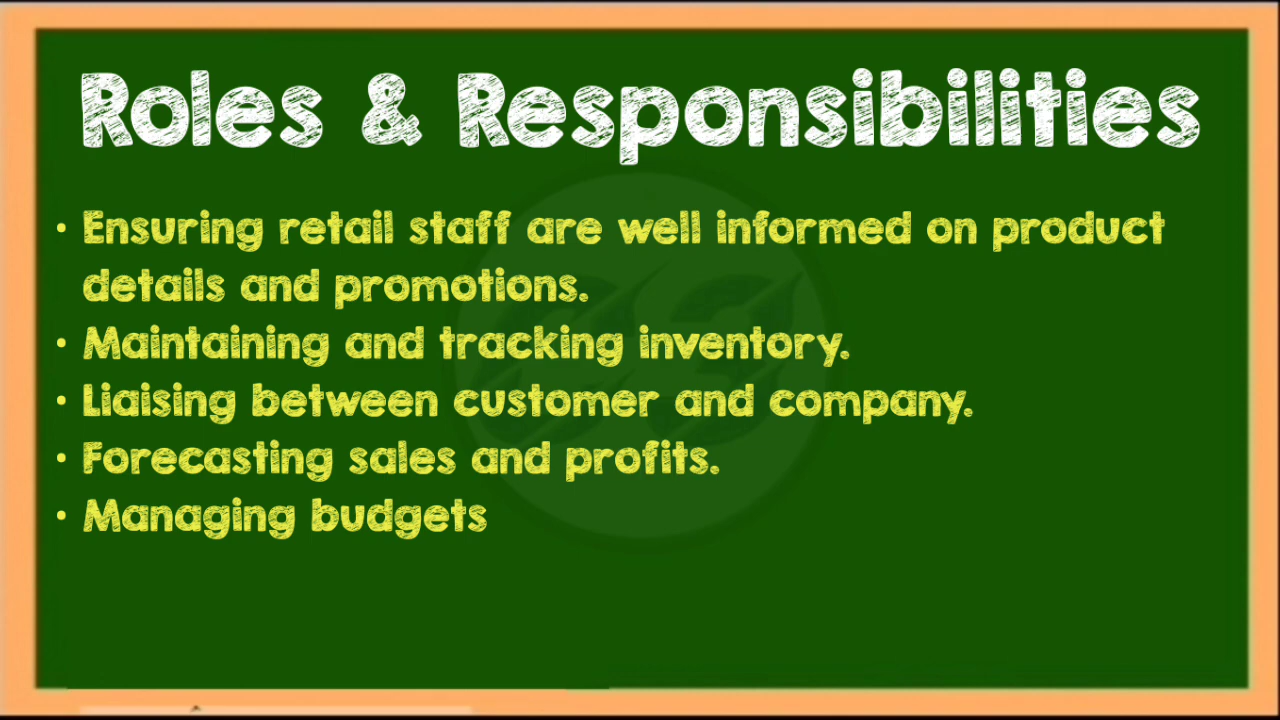 Roles & Responsibilities
• Ensuring retail staff are well informed on product
details and promotions.
• Maintaining and tracking inventory.
• Liaising between customer and company.
• Forecasting sales and profits.
• Managing budgets